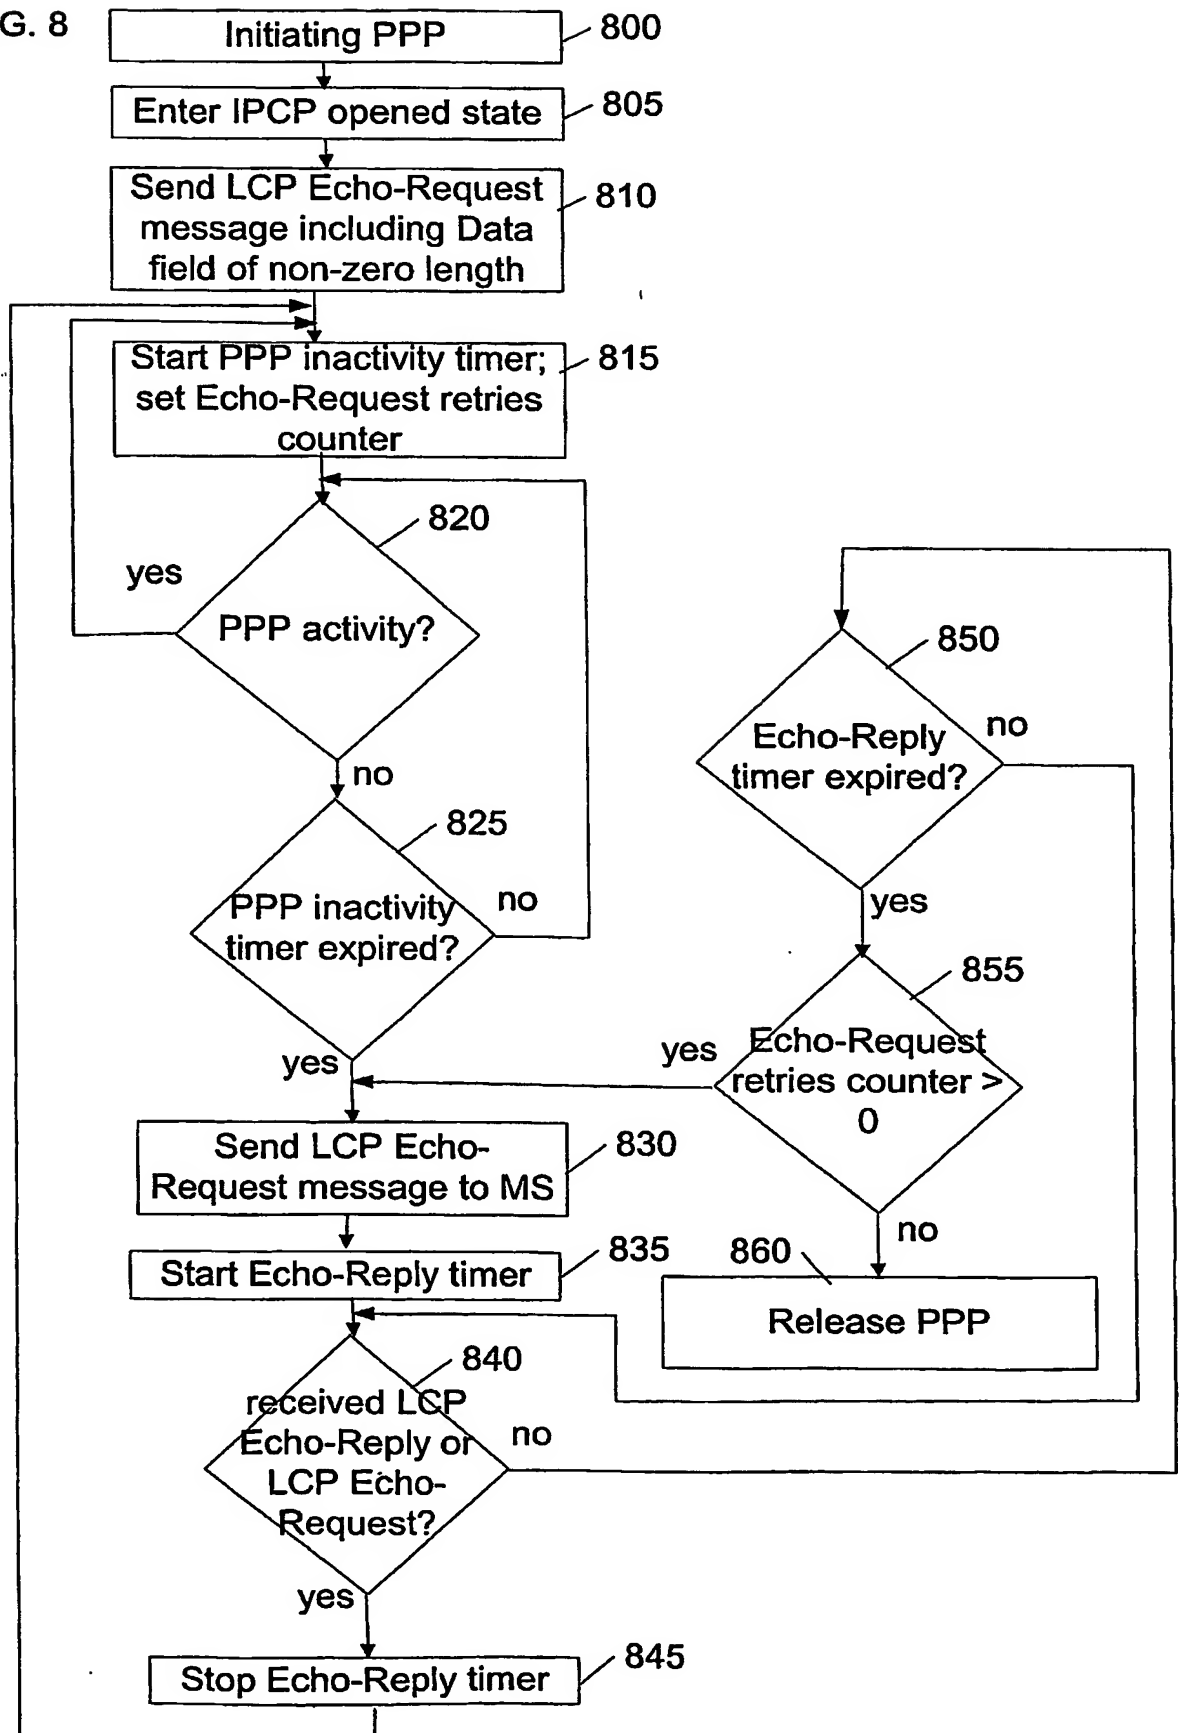 G. 8
Initiating PPP
800
Enter IPCP opened state
805
Send LCP Echo-Request
message including Data
field of non-zero length
810
Start PPP inactivity timer;
set Echo-Request retries
counter
815
820
yes
PPP activity?
no
825
PPP inactivity
timer expired?
no
yes
850
Echo-Reply
timer expired?
no
yes
855
Echo-Request
retries counter >
0
yes
no
Send LCP Echo-
Request message to MS
830
Start Echo-Reply timer
835
860
Release PPP
840
received LCP
Echo-Reply or
LCP Echo-
Request?
no
yes
Stop Echo-Reply timer
845